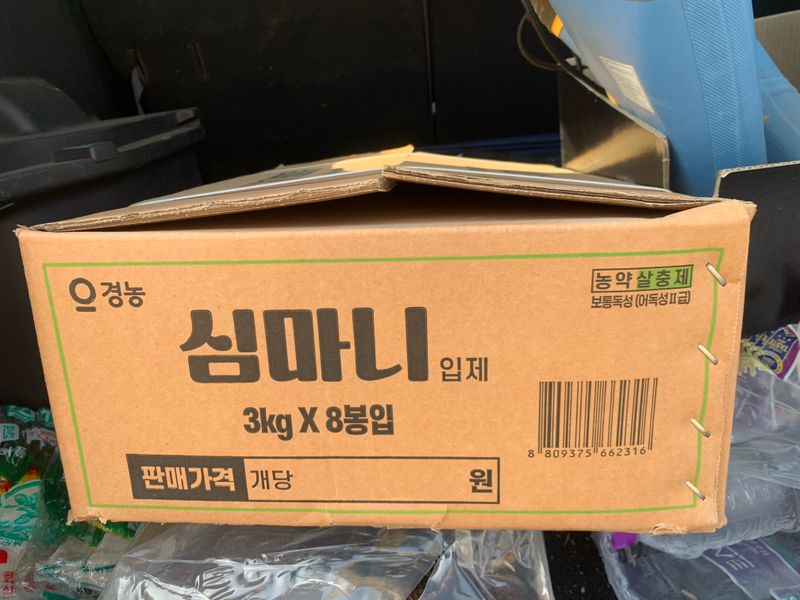 경농
농약 살충제
보통독성 (어독성 II급)
심마니 입제
3kg X 8봉입
8 809375 662316
판매가격 개당 원